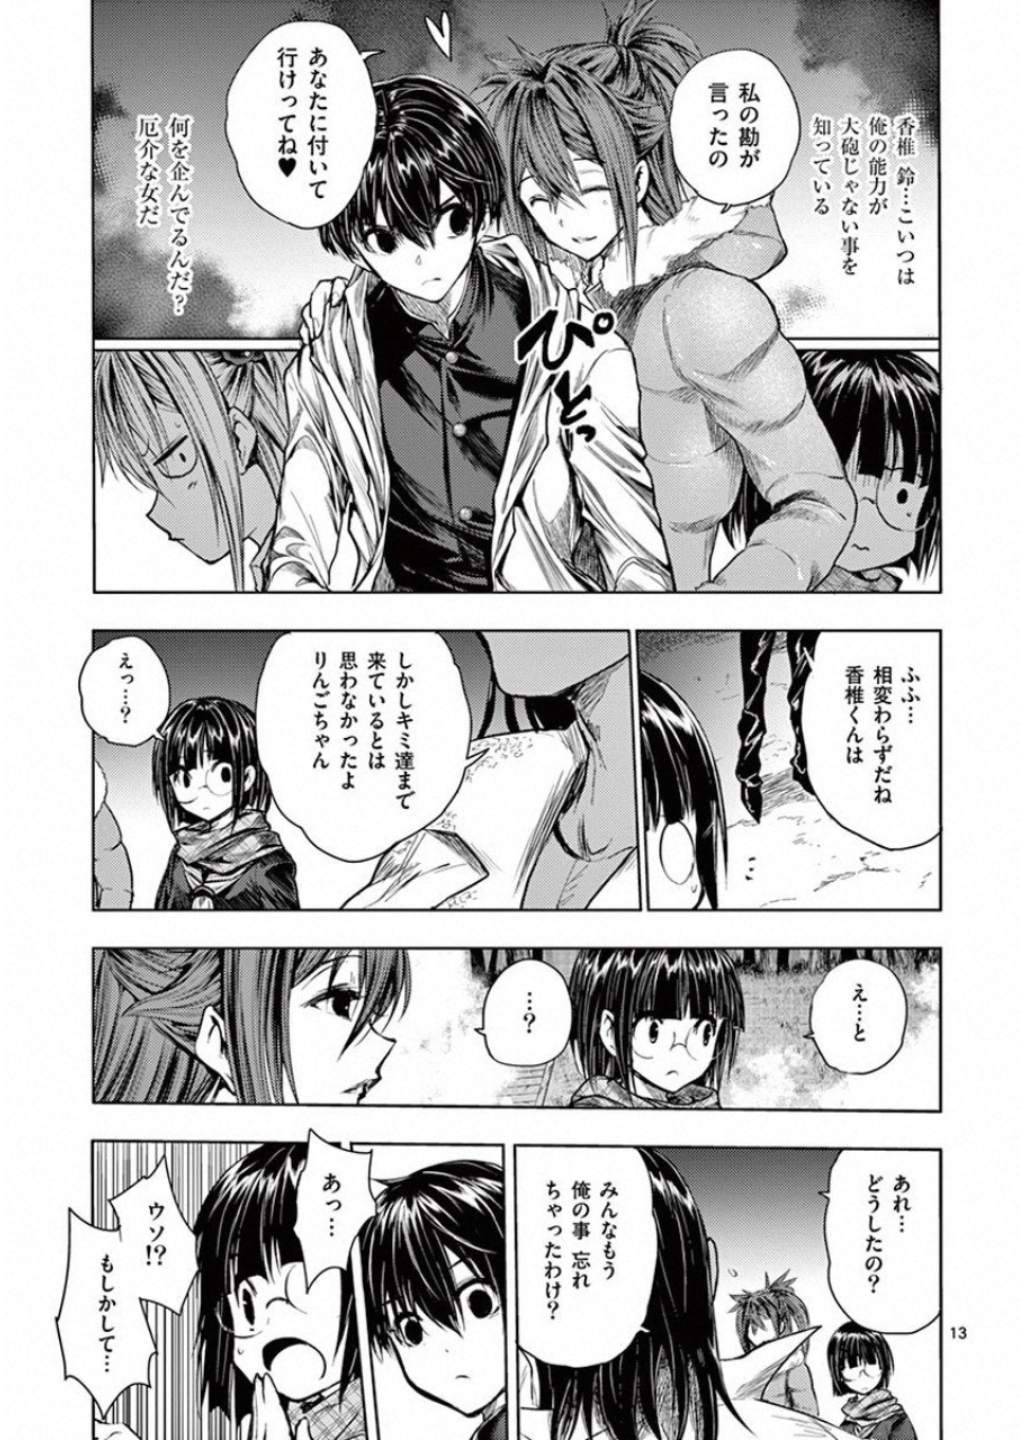 香椎 鈴…こいつは
俺の能力が
大砲じゃない事を
知っている
私の勘が
言ったの
あなたに付いて
行けってね♥
何を企んでるんだ?
厄介な女だ
ぴとっ
ふふ…
相変わらずだね
香椎くんは
しかしキミ達まで
来ているとは
思わなかったよ
りんごちゃん
えっ…?
え…と
…?
あれ…
どうしたの?
みんなもう
俺の事 忘れ
ちゃったわけ?
あっ…
ウソ!?
もしかして…
13